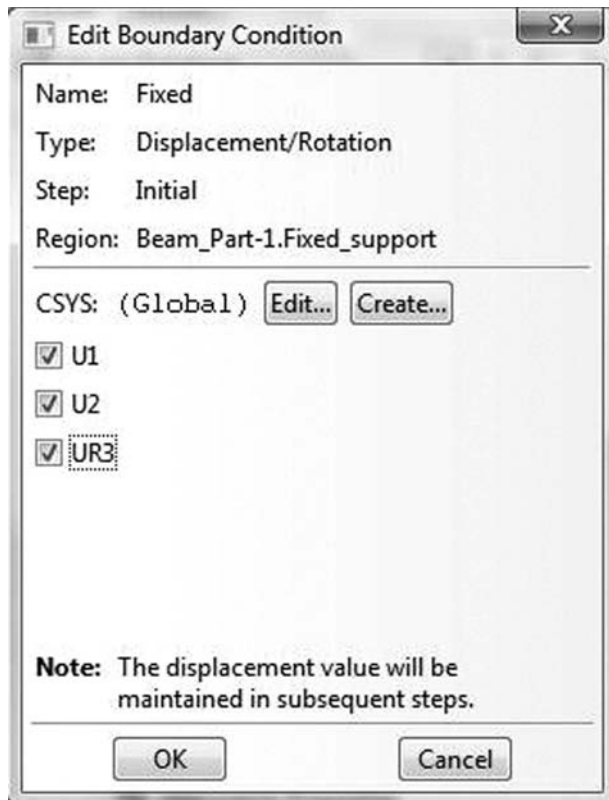 Edit Boundary Condition
X
Name: Fixed
Type: Displacement/Rotation
Step: Initial
Region: Beam_Part-1.Fixed_support
CSYS: (Global) Edit... Create...
U1
U2
UR3
Note: The displacement value will be
maintained in subsequent steps.
OK Cancel